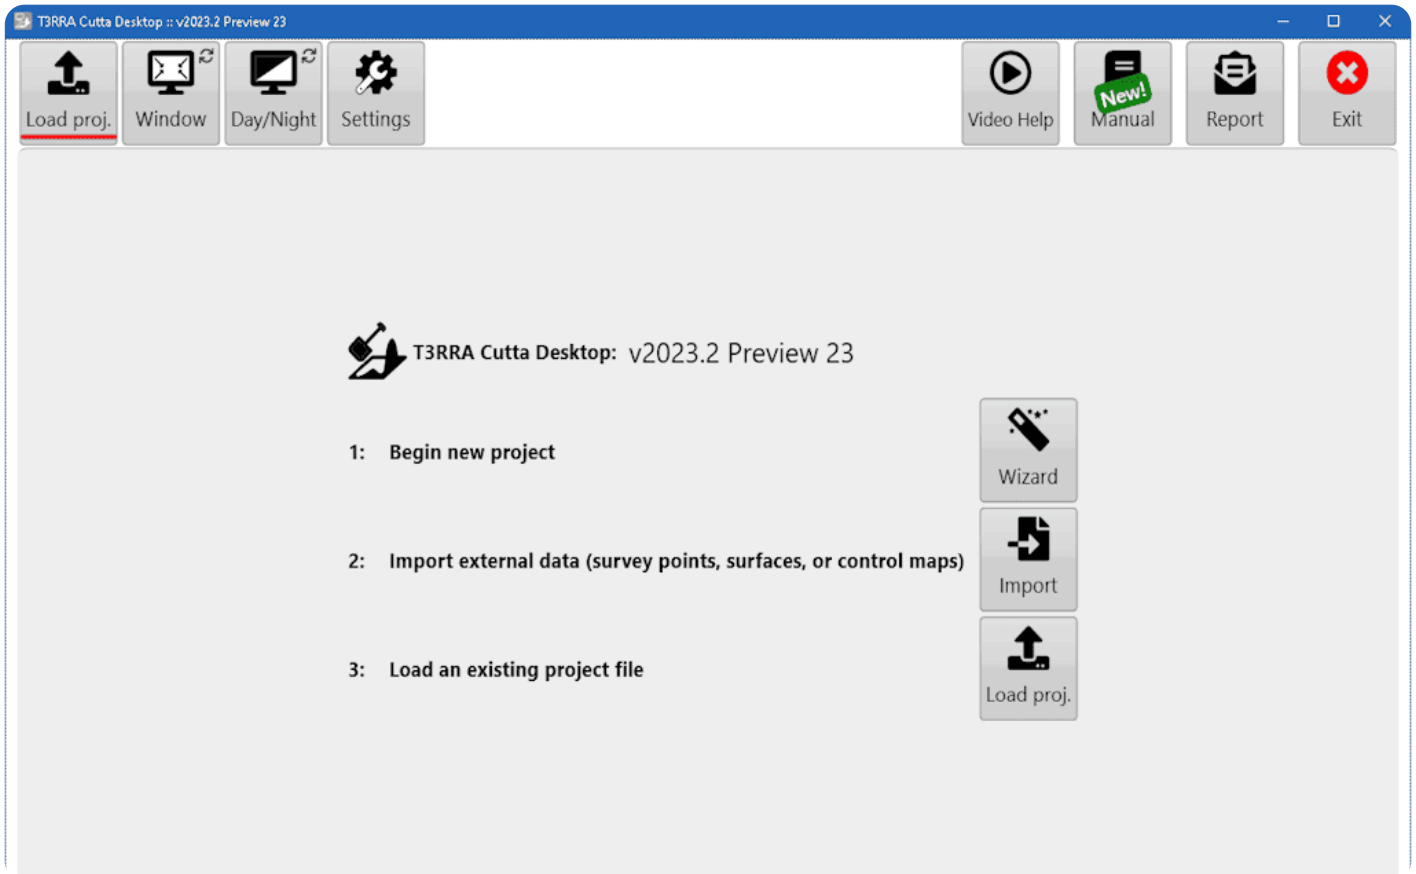 T3RRA Cutta Desktop :: v2023.2 Preview 23
Load proj.
Window
Day/Night
Settings
Video Help
New!
Manual
Report
Exit
T3RRA Cutta Desktop: v2023.2 Preview 23
1: Begin new project
Wizard
2: Import external data (survey points, surfaces, or control maps)
Import
3: Load an existing project file
Load proj.